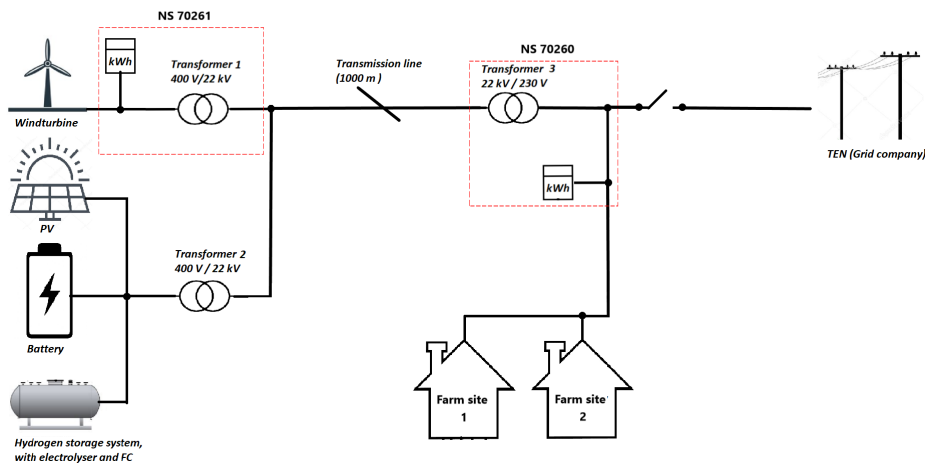 NS 70261
kWh
Transformer 1
400 V/22 kV
Windturbine
Transmission line
(1000 m )
NS 70260
Transformer 3
22 kV / 230 V
kWh
TEN (Grid company)
PV
Transformer 2
400 V / 22 kV
Battery
Farm site
1
Farm site'
2
Hydrogen storage system,
with electrolyser and FC